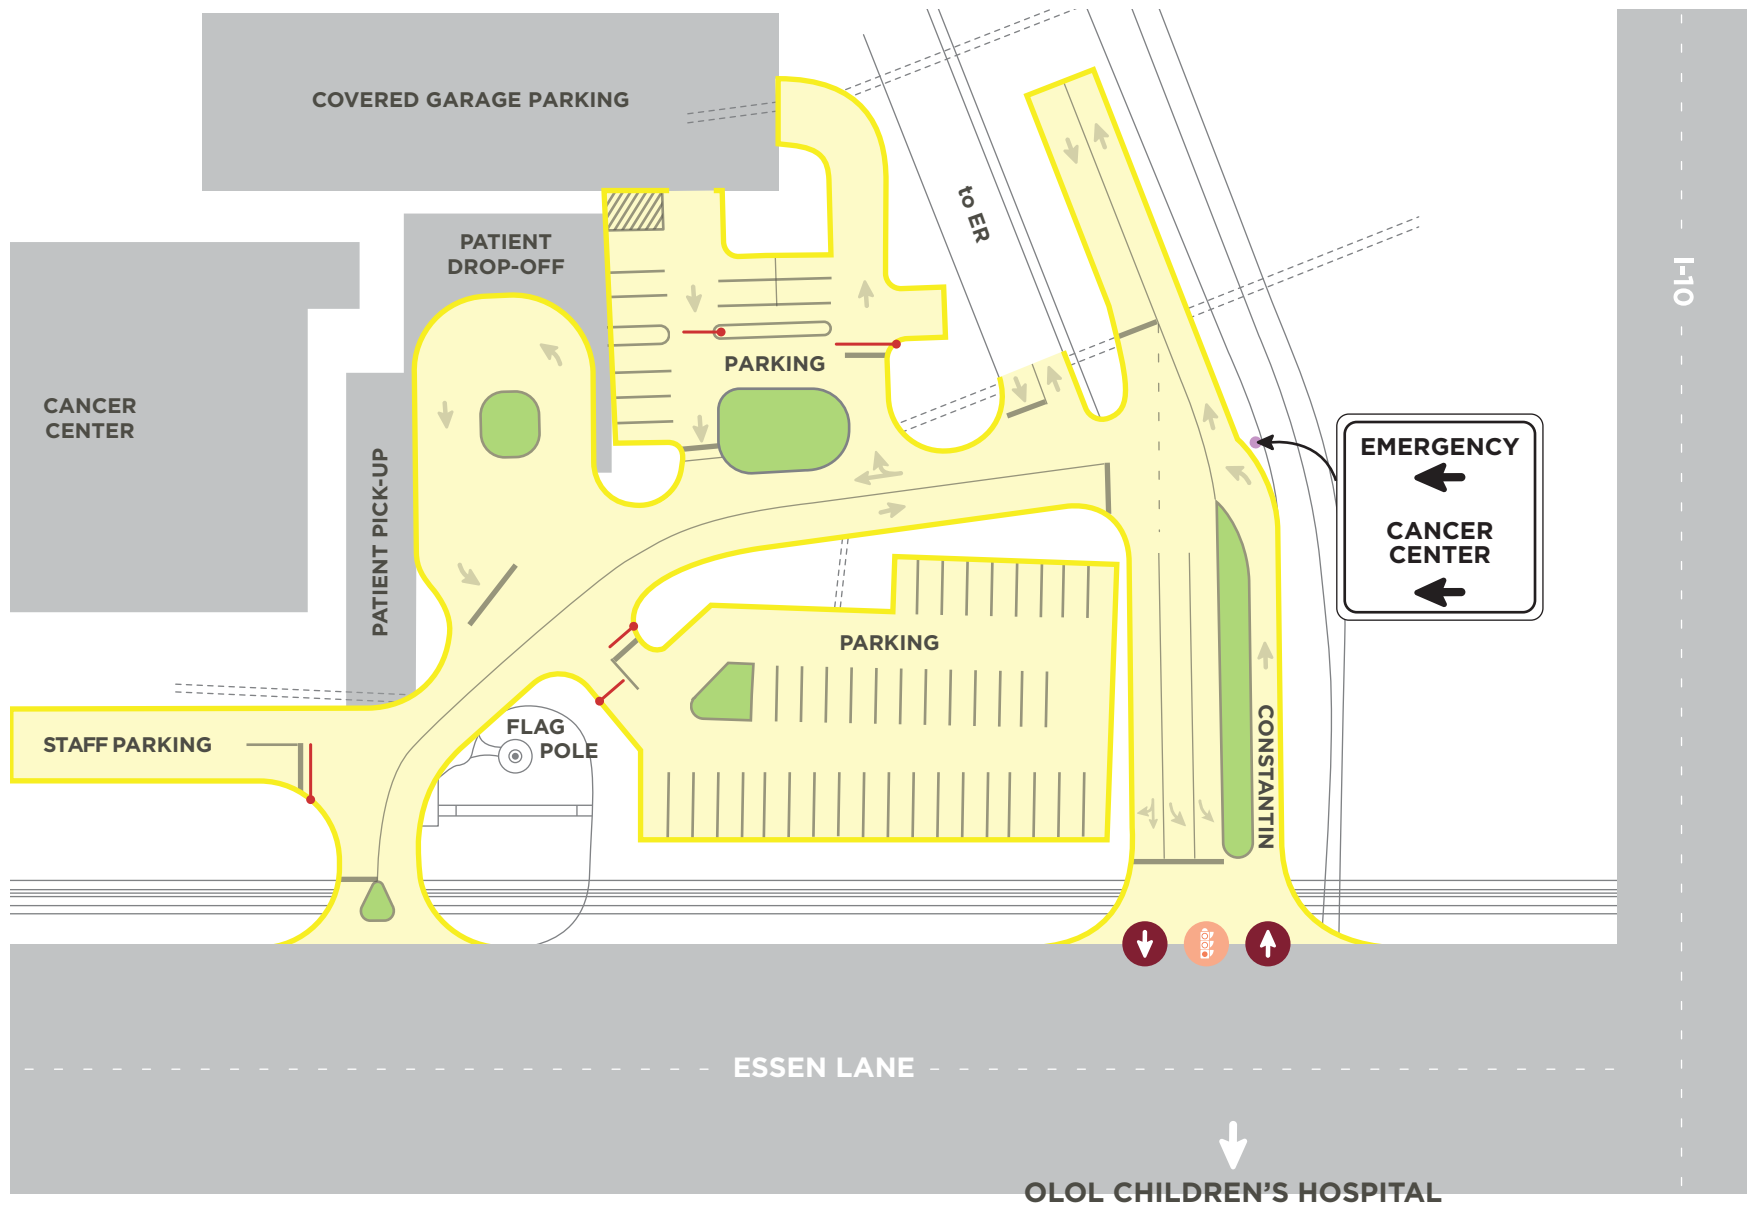 COVERED GARAGE PARKING
to ER
PATIENT
DROP-OFF
I-10
PARKING
CANCER
CENTER
EMERGENCY
CANCER
CENTER
PATIENT PICK-UP
PARKING
FLAG
POLE
STAFF PARKING
CONSTANTIN
ESSEN LANE
OLOL CHILDREN'S HOSPITAL